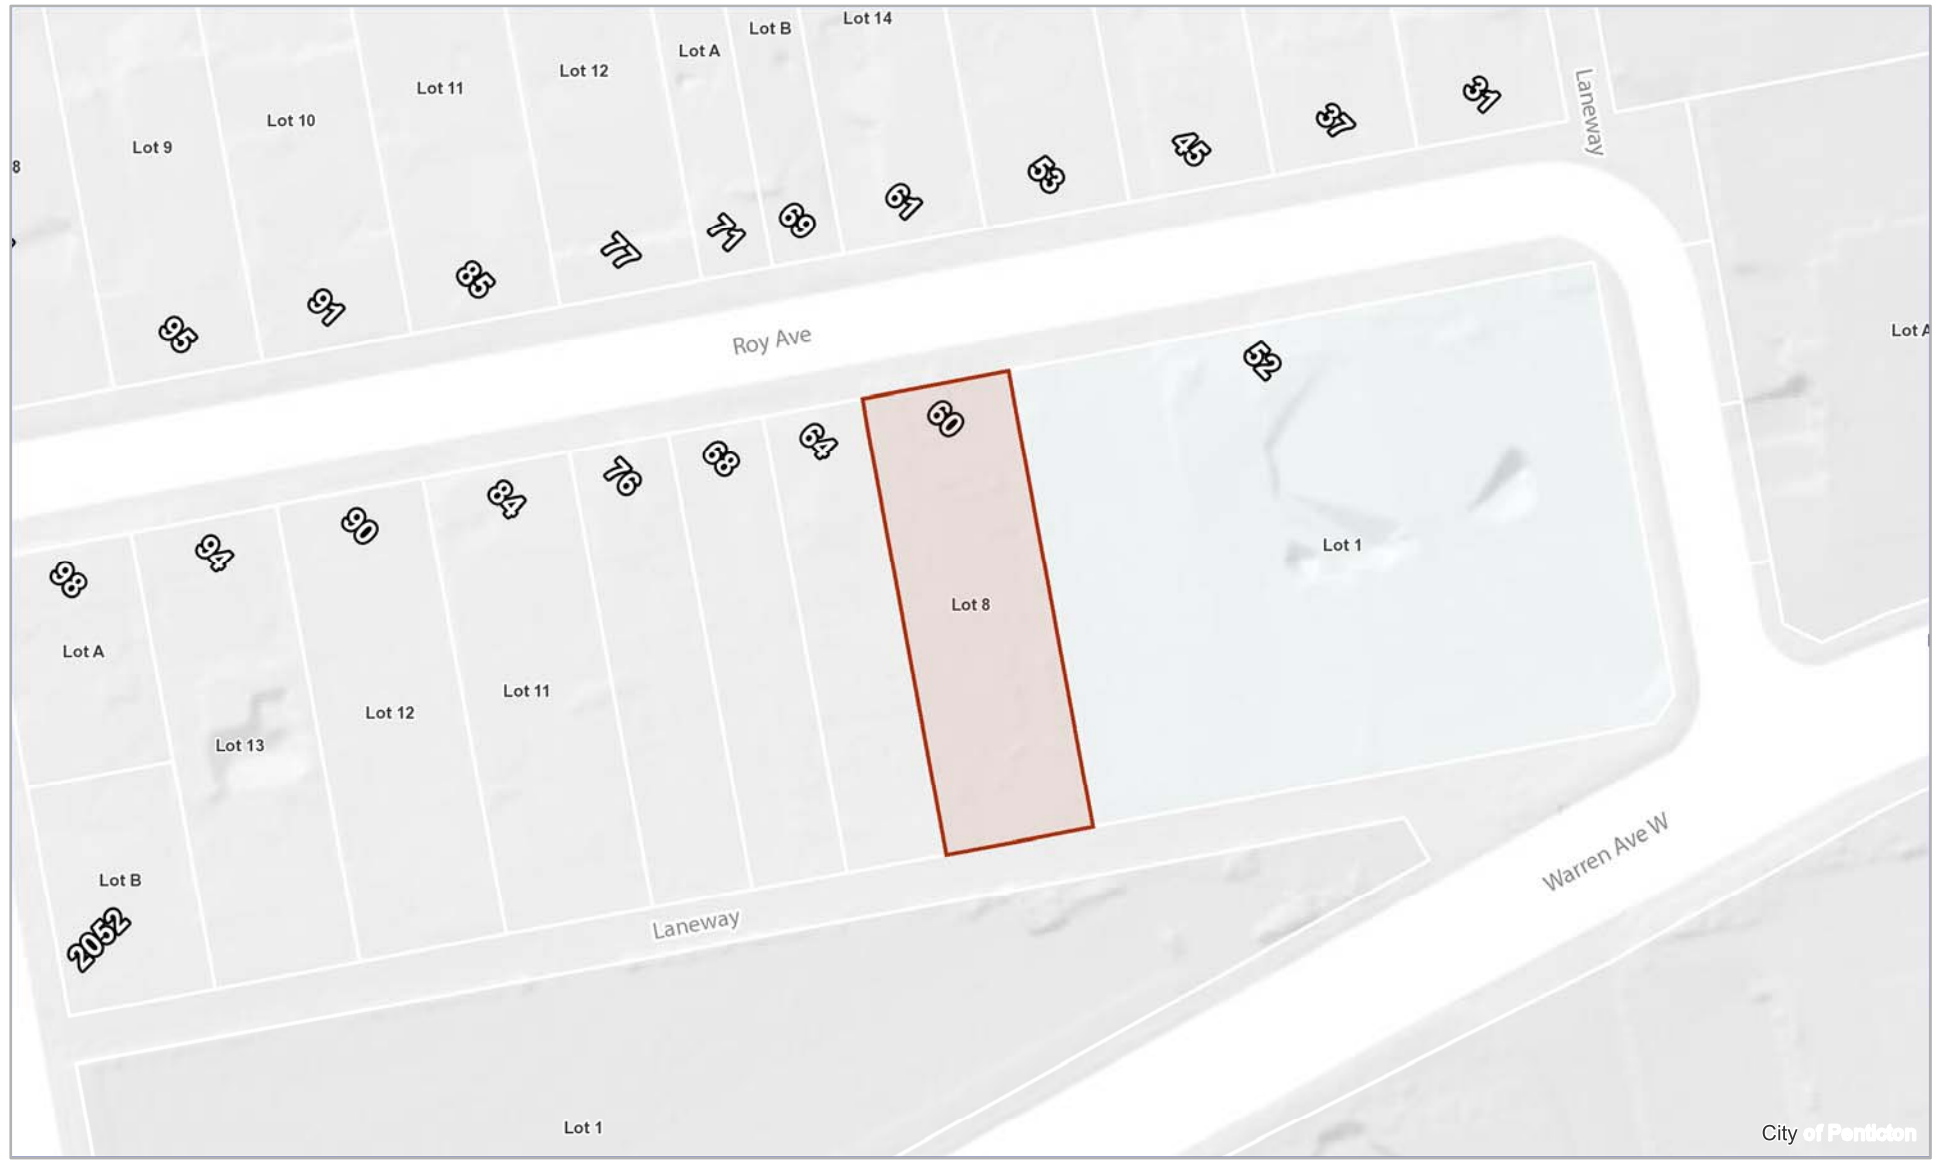 Lot B
Lot 14
Lot A
Lot 12
Lot 11
Lot 10
Lot 9
8
Laneway
31
37
45
53
61
69
71
77
85
91
95
Roy Ave
Lot A
52
60
64
68
76
84
90
94
98
Lot 1
Lot 8
Lot A
Lot 11
Lot 12
Lot 13
Lot B
2052
Laneway
Warren Ave W
Lot 1
City of Penticton